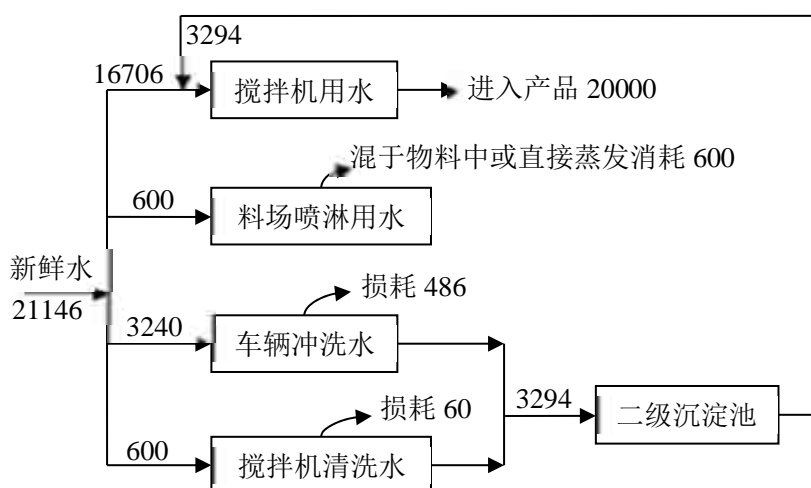 3294
16706
搅拌机用水
进入产品 20000
混于物料中或直接蒸发消耗 600
600
料场喷淋用水
新鲜水
21146
损耗 486
3240
车辆冲洗水
损耗 60
3294
二级沉淀池
600
搅拌机清洗水